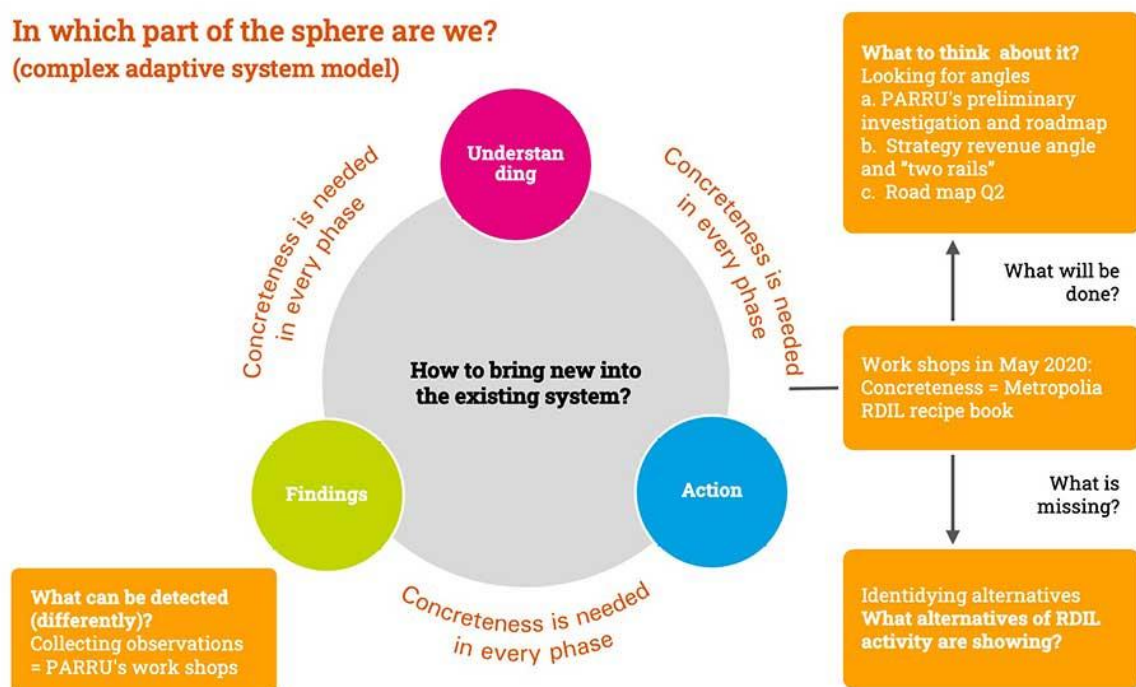 In which part of the sphere are we?
(complex adaptive system model)
Understan
ding
Concreteness is needed
in every phase
Concreteness is needed
in every phase
How to bring new into
the existing system?
Findings
Action
Concreteness is needed
in every phase
What can be detected
(differently)?
Collecting observations
= PARRU's work shops
What to think about it?
Looking for angles
a. PARRU's preliminary
investigation and roadmap
b. Strategy revenue angle
and "two rails"
c. Road map Q2
What will be
done?
Work shops in May 2020:
Concreteness = Metropolia
RDIL recipe book
What is
missing?
Identidying alternatives
What alternatives of RDIL
activity are showing?